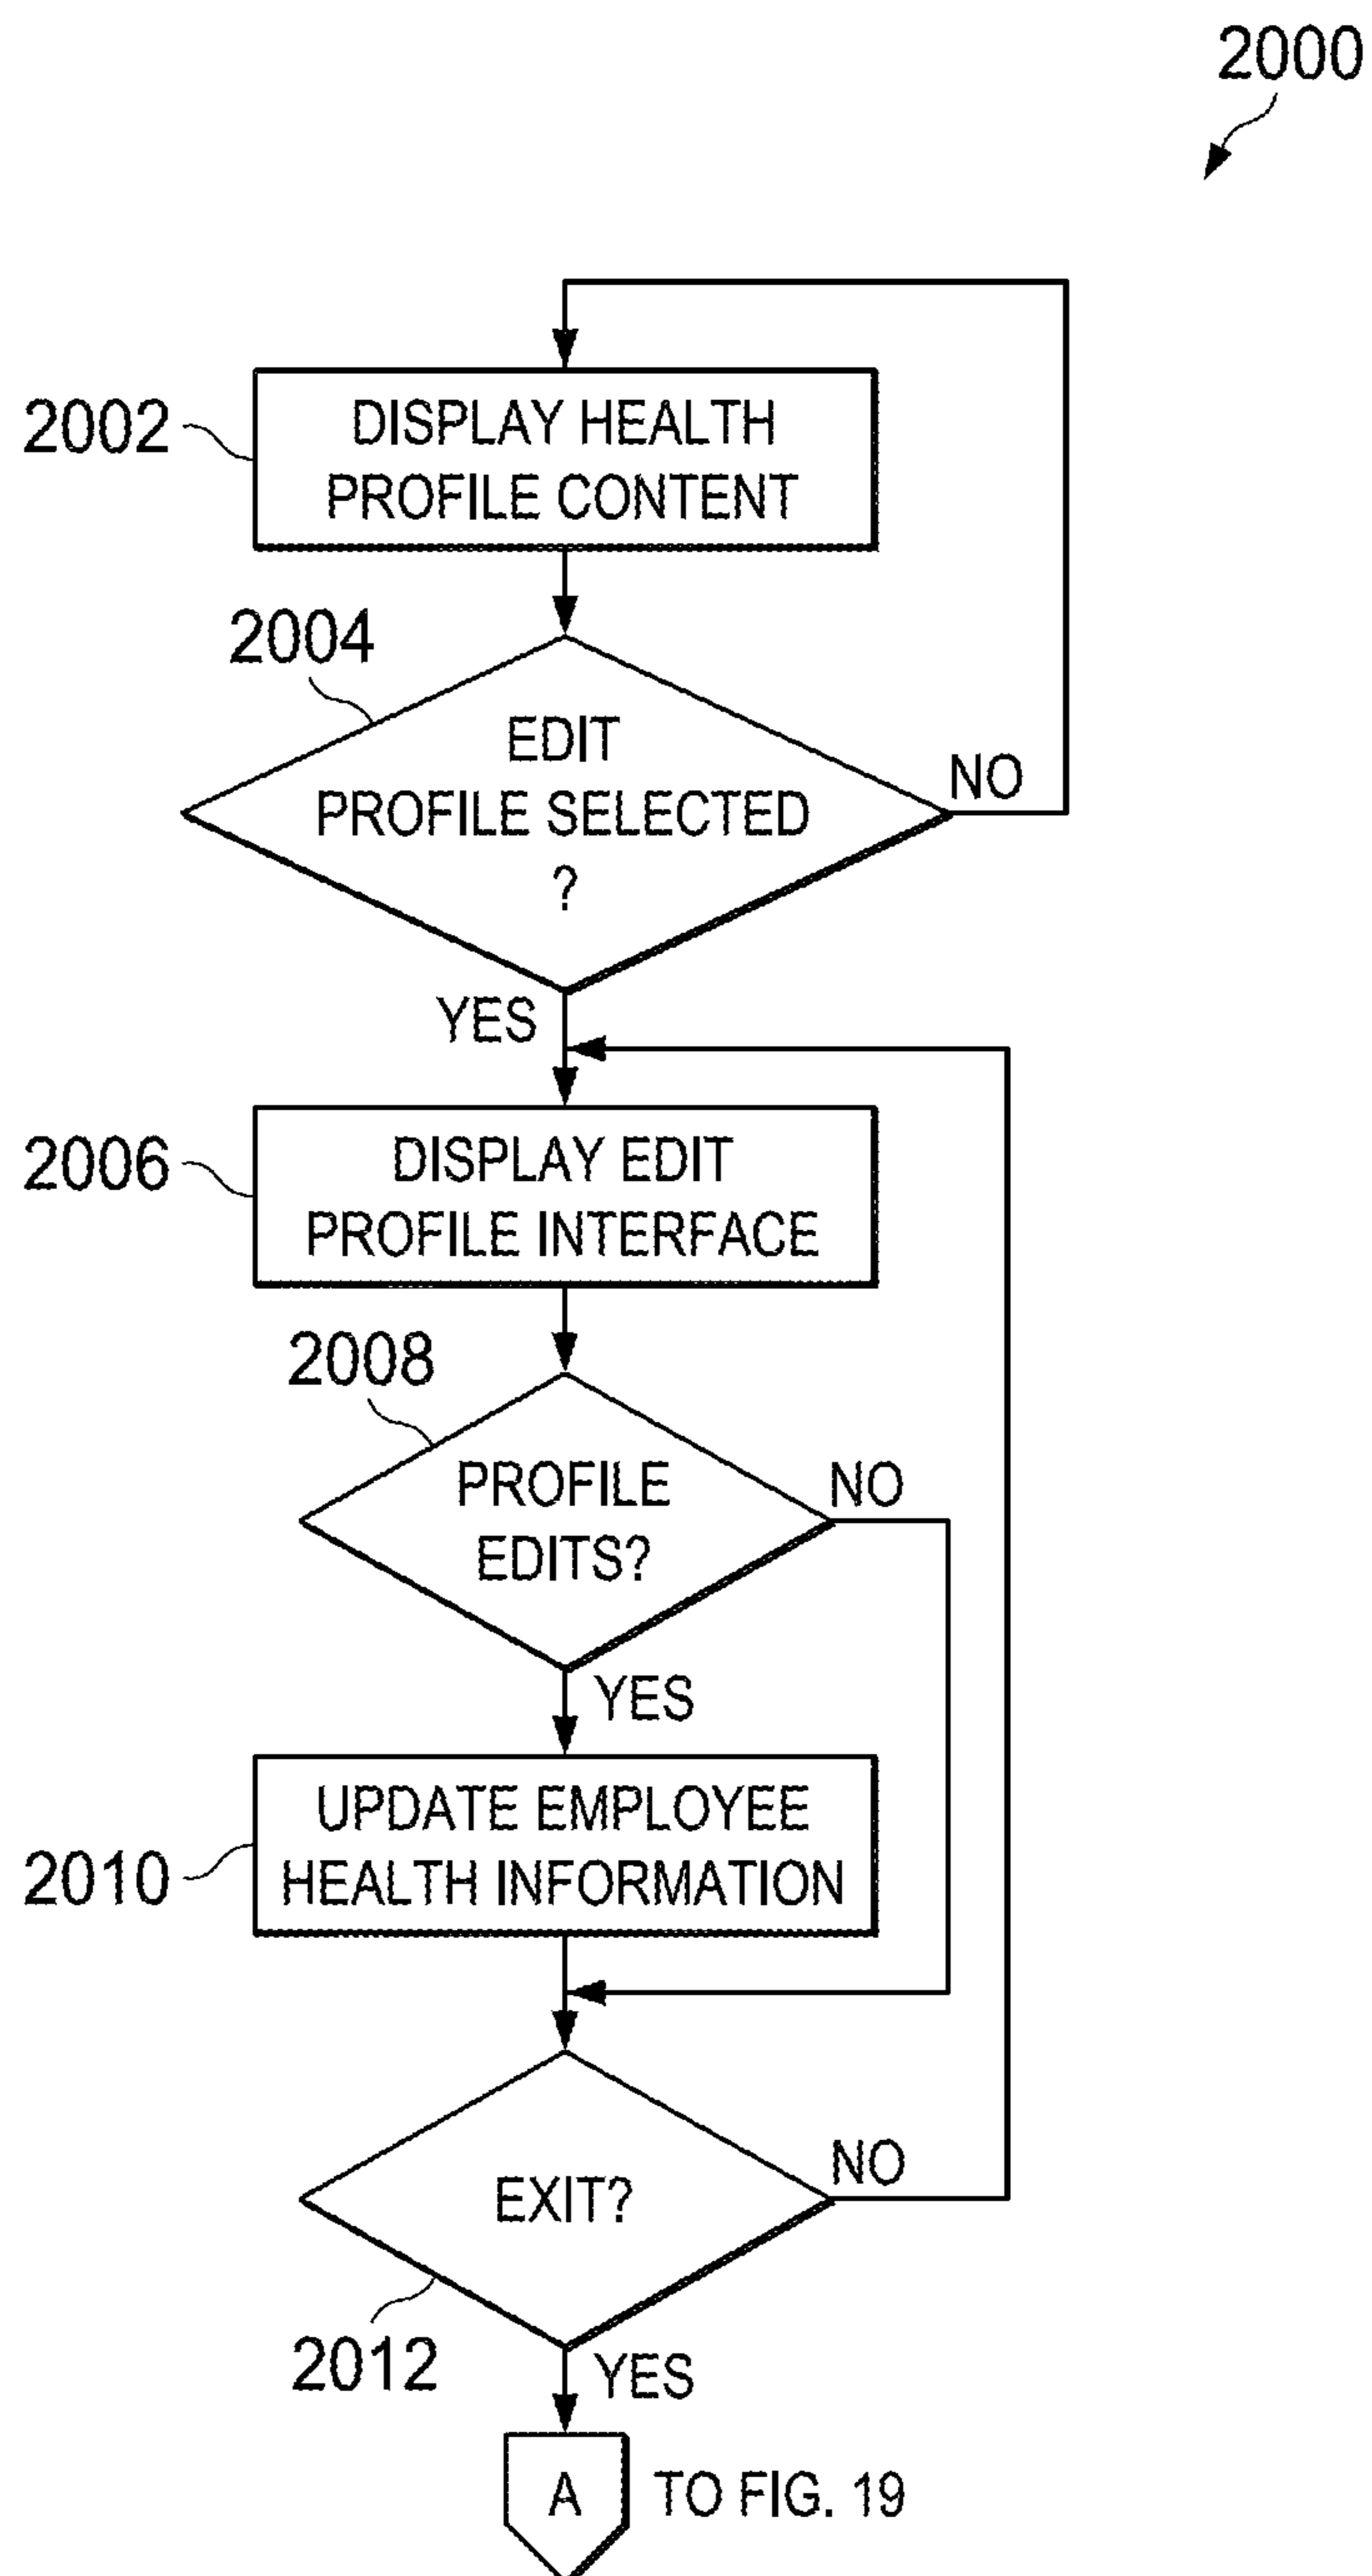 2000
2002
DISPLAY HEALTH
PROFILE CONTENT
2004
EDIT
PROFILE SELECTED
?
NO
YES
2006
DISPLAY EDIT
PROFILE INTERFACE
2008
PROFILE
EDITS?
NO
YES
2010
UPDATE EMPLOYEE
HEALTH INFORMATION
EXIT?
NO
2012
YES
A
TO FIG. 19